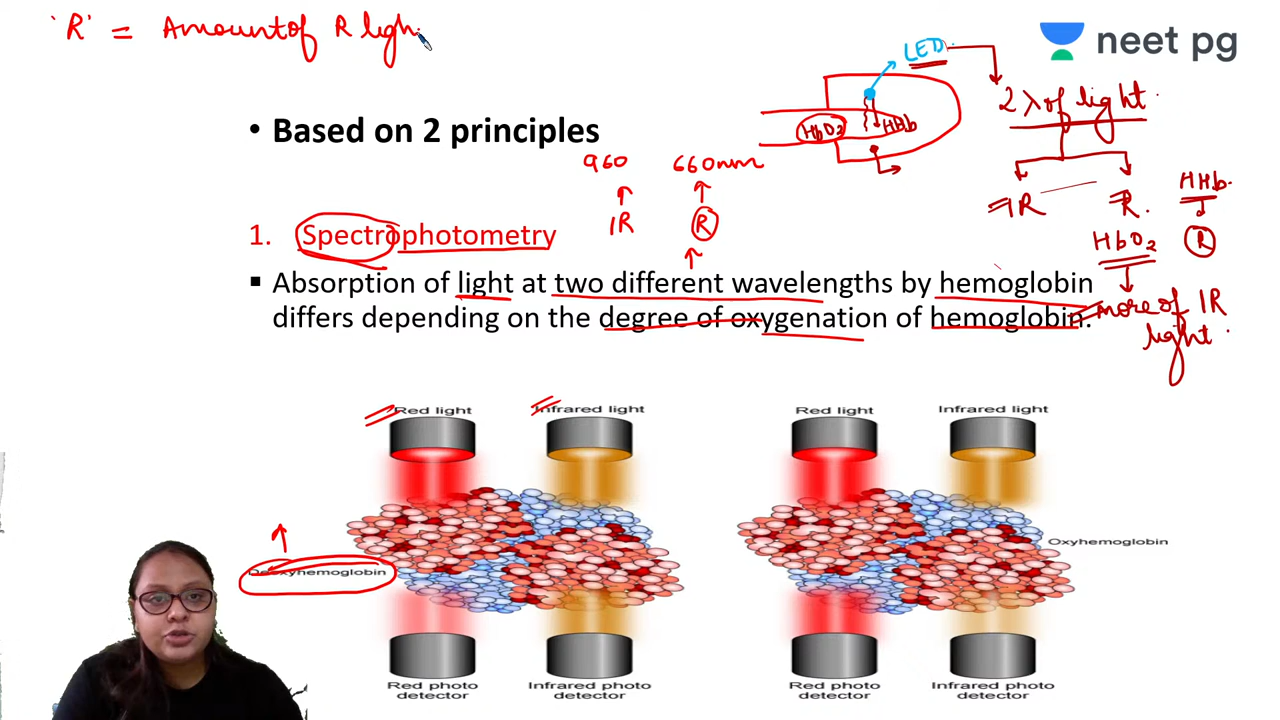 'R' = Amount of R ligh
neet pg
LED
2 λ of light
HbO2
HHb
• Based on 2 principles
960
660nm
IR
R
IR
R.
HHb.
R
HbO2
more of IR
light
1. Spectrophotometry
▪ Absorption of light at two different wavelengths by hemoglobin
differs depending on the degree of oxygenation of hemoglobin.
Red light
Infrared light
Red light
Infrared light
Deoxyhemoglobin
Oxyhemoglobin
Red photo
detector
Infrared photo
detector
Red photo
detector
Infrared photo
detector